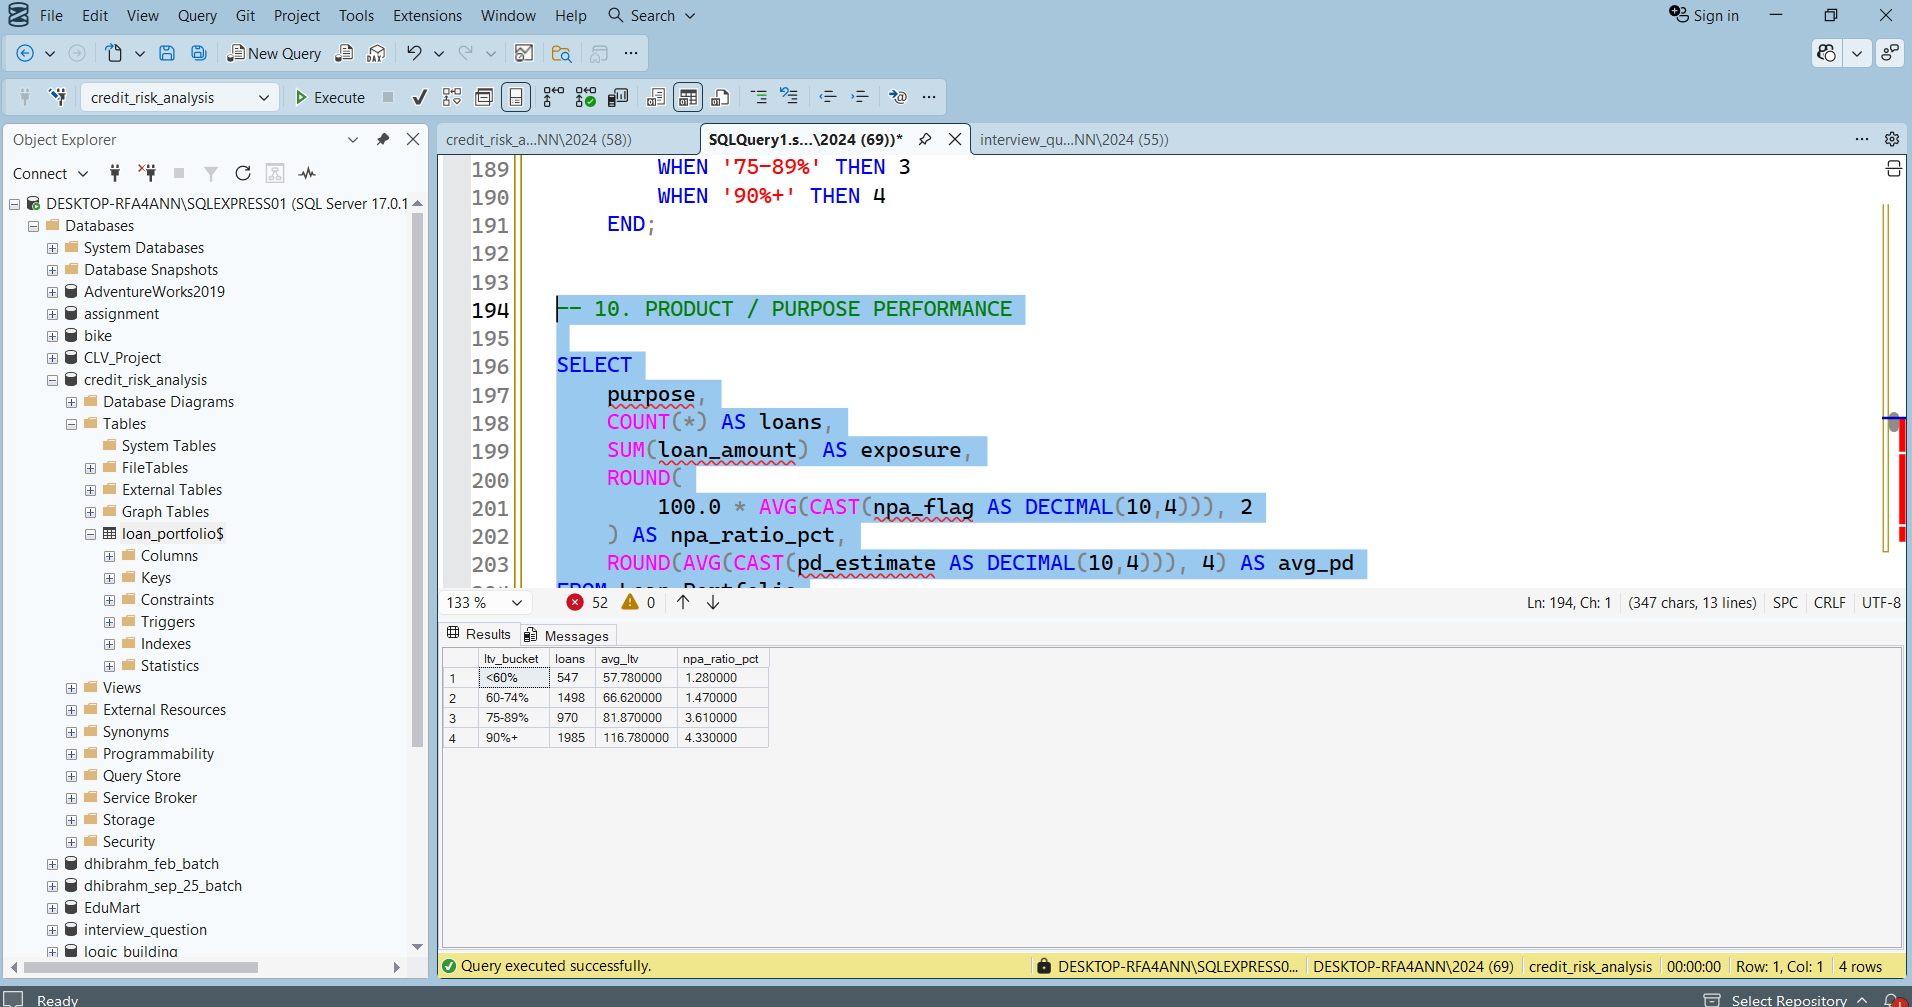 File Edit View Query Git Project Tools Extensions Window Help Search Sign in
New Query DAX
credit_risk_analysis Execute
Object Explorer
Connect
DESKTOP-RFA4ANN\SQLEXPRESS01 (SQL Server 17.0.1
Databases
System Databases
Database Snapshots
AdventureWorks2019
assignment
bike
CLV_Project
credit_risk_analysis
Database Diagrams
Tables
System Tables
FileTables
External Tables
Graph Tables
loan_portfolio$
Columns
Keys
Constraints
Triggers
Indexes
Statistics
Views
External Resources
Synonyms
Programmability
Query Store
Service Broker
Storage
Security
dhibrahm_feb_batch
dhibrahm_sep_25_batch
EduMart
interview_question
logic_building
credit_risk_a...NN\2024 (58)) SQLQuery1.s...\2024 (69))* interview_qu...NN\2024 (55))
189 WHEN '75-89%' THEN 3
190 WHEN '90%+' THEN 4
191 END;
192
193
194 -- 10. PRODUCT / PURPOSE PERFORMANCE
195
196 SELECT
197 purpose,
198 COUNT(*) AS loans,
199 SUM(loan_amount) AS exposure,
200 ROUND(
201 100.0 * AVG(CAST(npa_flag AS DECIMAL(10,4))), 2
202 ) AS npa_ratio_pct,
203 ROUND(AVG(CAST(pd_estimate AS DECIMAL(10,4))), 4) AS avg_pd
FROM Loan_Portfolio
133 % 52 0 Ln: 194, Ch: 1 (347 chars, 13 lines) SPC CRLF UTF-8
Results Messages
ltv_bucket loans avg_ltv npa_ratio_pct
1 <60% 547 57.780000 1.280000
2 60-74% 1498 66.620000 1.470000
3 75-89% 970 81.870000 3.610000
4 90%+ 1985 116.780000 4.330000
Query executed successfully. DESKTOP-RFA4ANN\SQLEXPRESS0... DESKTOP-RFA4ANN\2024 (69) credit_risk_analysis 00:00:00 Row: 1, Col: 1 4 rows
Ready Select Repository